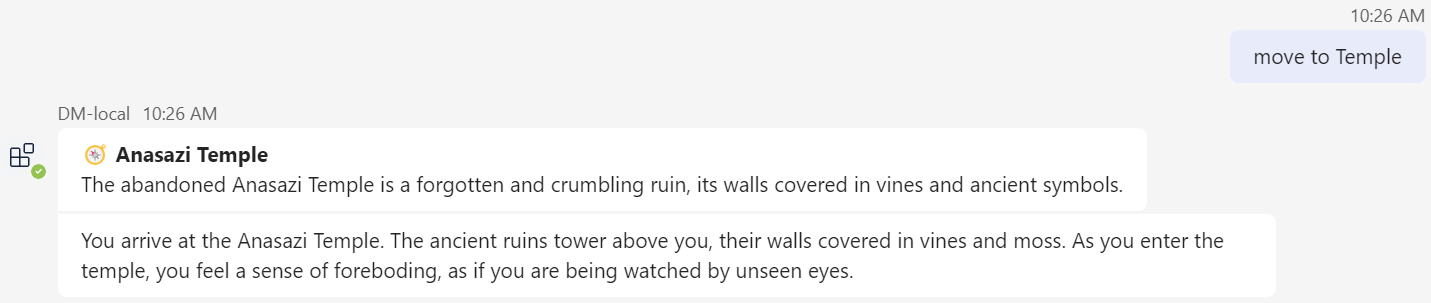 10:26 AM
move to Temple
DM-local 10:26 AM
🧭 Anasazi Temple
The abandoned Anasazi Temple is a forgotten and crumbling ruin, its walls covered in vines and ancient symbols.
You arrive at the Anasazi Temple. The ancient ruins tower above you, their walls covered in vines and moss. As you enter the
temple, you feel a sense of foreboding, as if you are being watched by unseen eyes.